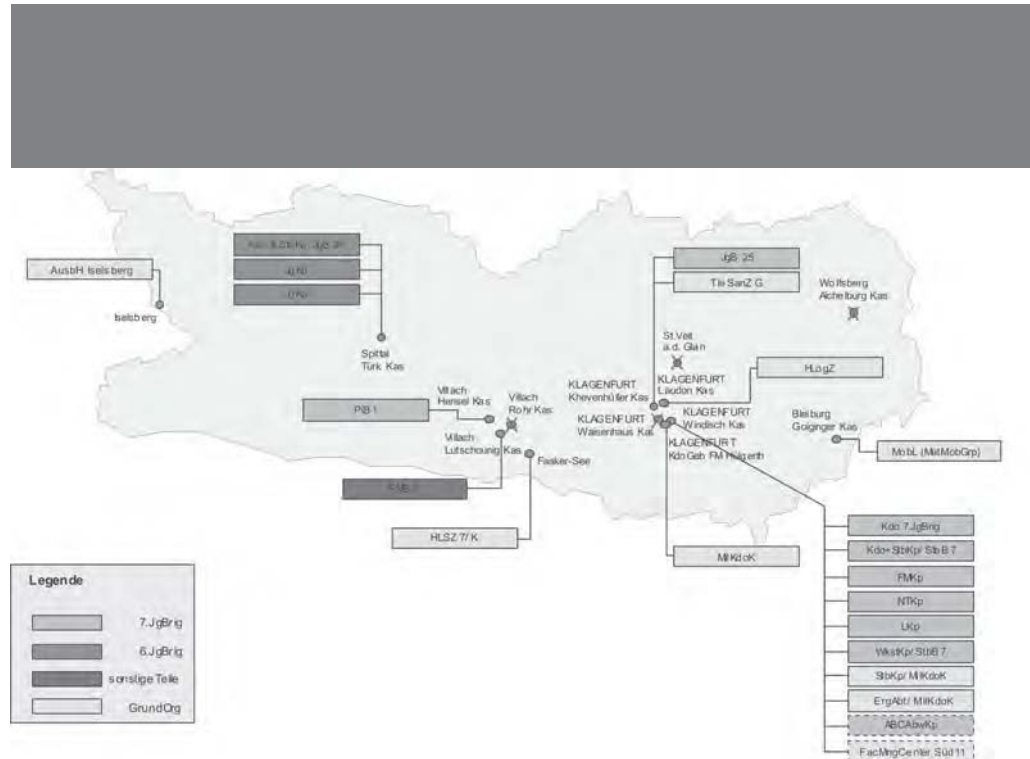 AusbH Iselsberg
Iselsberg
Spittal
Türk Kas
JgB 25
Wolfsberg
Aichelburg Kas
St.Veit
a.d. Glan
HLogZ
KLAGENFURT
Laudon Kas
KLAGENFURT
Khevenhüller Kas
Villach
Hensel Kas
Villach
Rohr Kas
PiB 1
KLAGENFURT
Waisenhaus Kas
KLAGENFURT
Windisch Kas
Bleiburg
Goiginger Kas
Villach
Lutschoung Kas
KLAGENFURT
KdoGeb FM Hülgerth
Faaker-See
MobL (MatMobGrp)
HLSZ 7/ K
MilKdoK
Kdo 7.JgBrig
Kdo+StbKp/ StbB 7
FMKp
NTKp
LKp
WkstKp/ StbB 7
StbKp/ MilKdoK
ErgAbt/ MilKdoK
ABCAbwKp
FacMngCenter Süd 11
Legende
7.JgBrig
6.JgBrig
sonstige Teile
GrundOrg